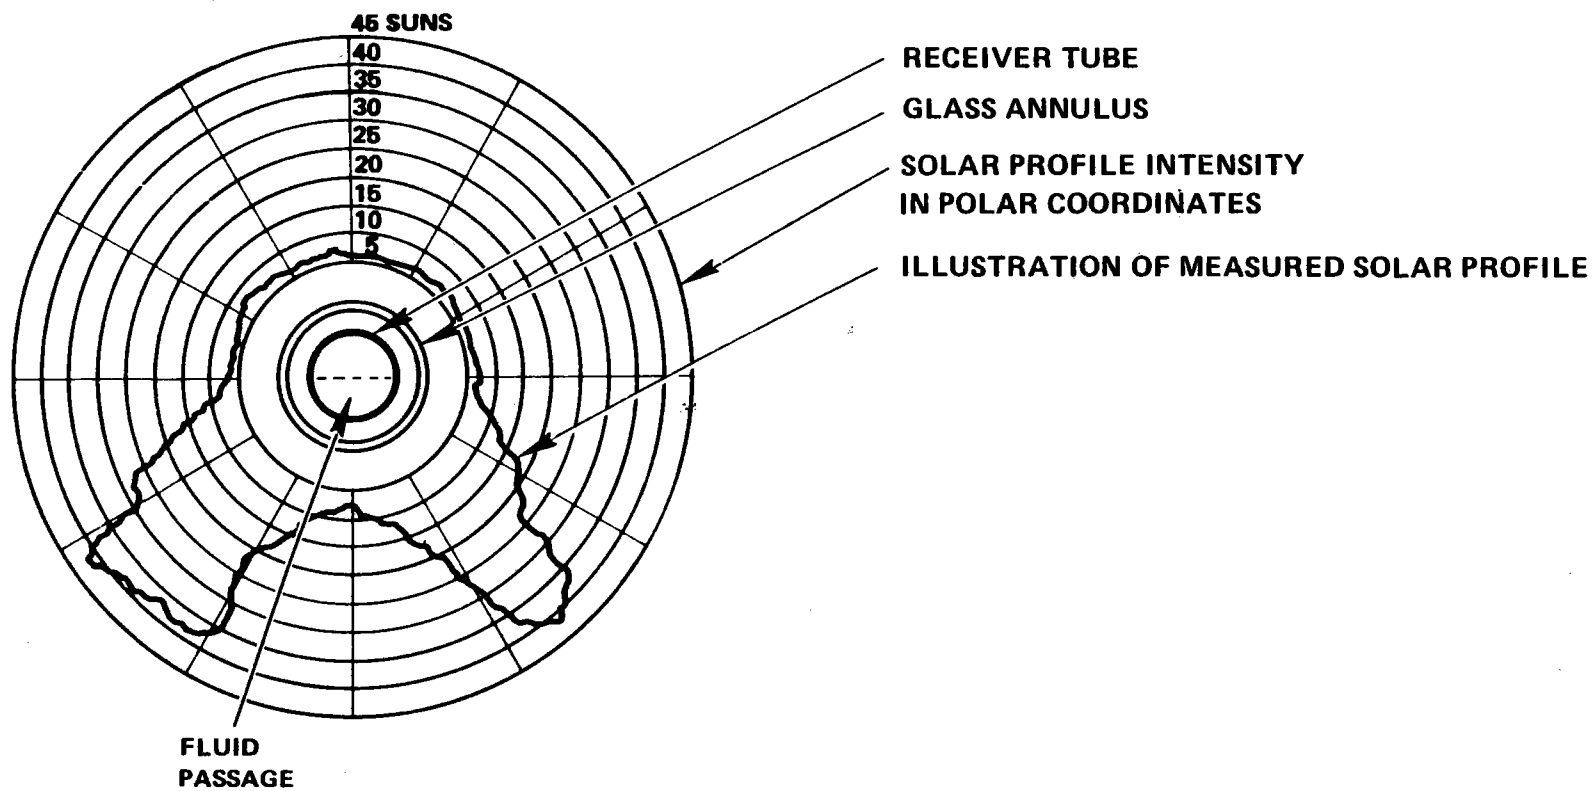 45 SUNS
40
35
30
25
20
15
10
5
RECEIVER TUBE
GLASS ANNULUS
SOLAR PROFILE INTENSITY
IN POLAR COORDINATES
ILLUSTRATION OF MEASURED SOLAR PROFILE
FLUID
PASSAGE